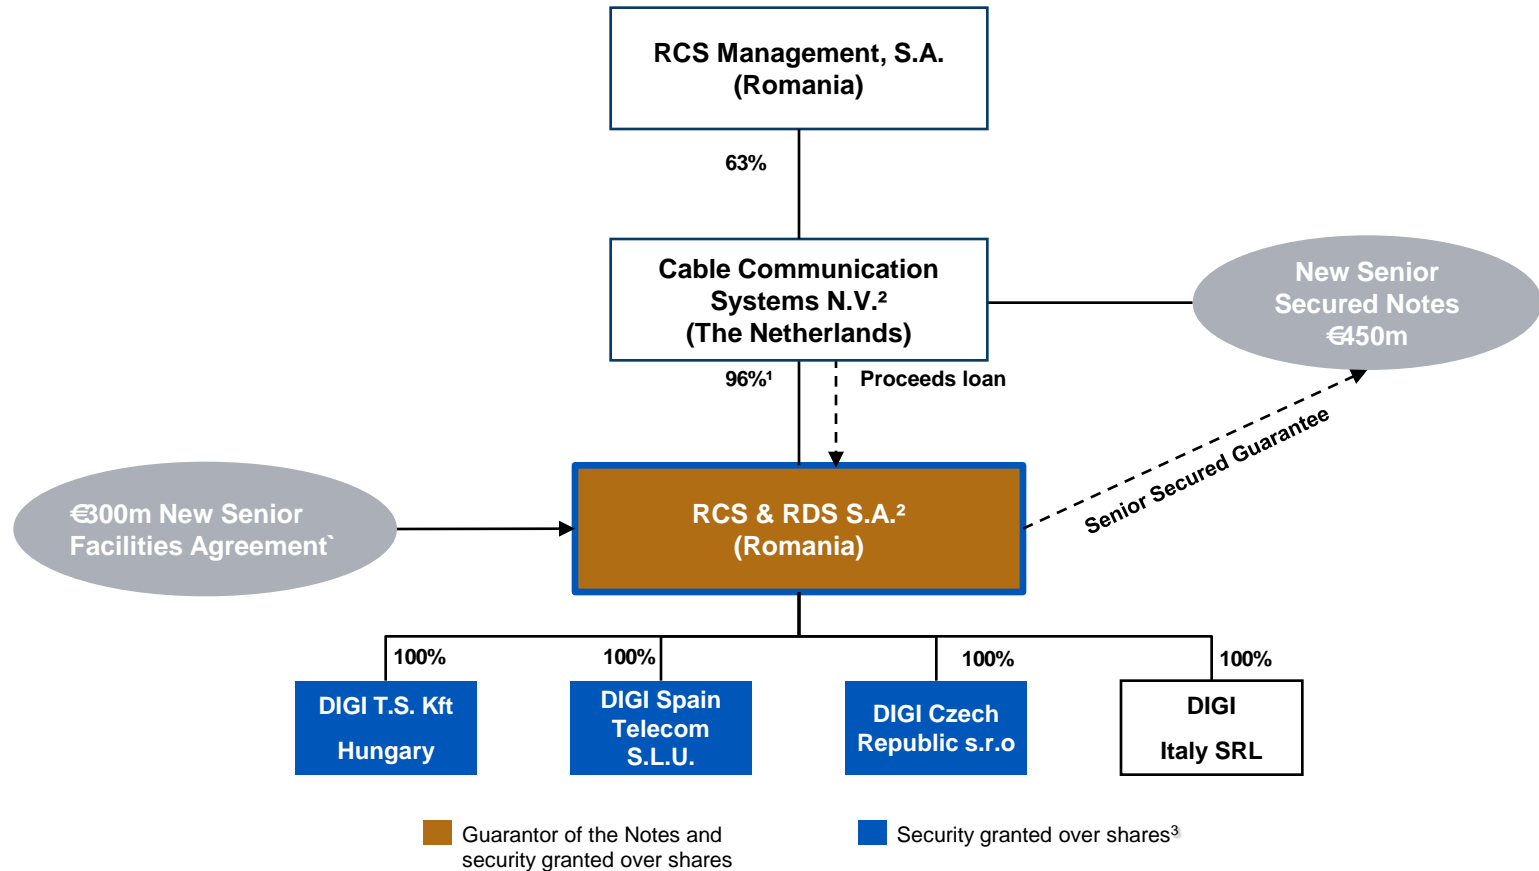 RCS Management, S.A.
(Romania)
63%
Cable Communication
Systems N.V.²
(The Netherlands)
New Senior
Secured Notes
€450m
96%¹
Proceeds loan
Senior Secured Guarantee
€300m New Senior
Facilities Agreement`
RCS & RDS S.A.²
(Romania)
100%
100%
100%
100%
DIGI T.S. Kft
Hungary
DIGI Spain
Telecom
S.L.U.
DIGI Czech
Republic s.r.o
DIGI
Italy SRL
Guarantor of the Notes and
security granted over shares
Security granted over shares³